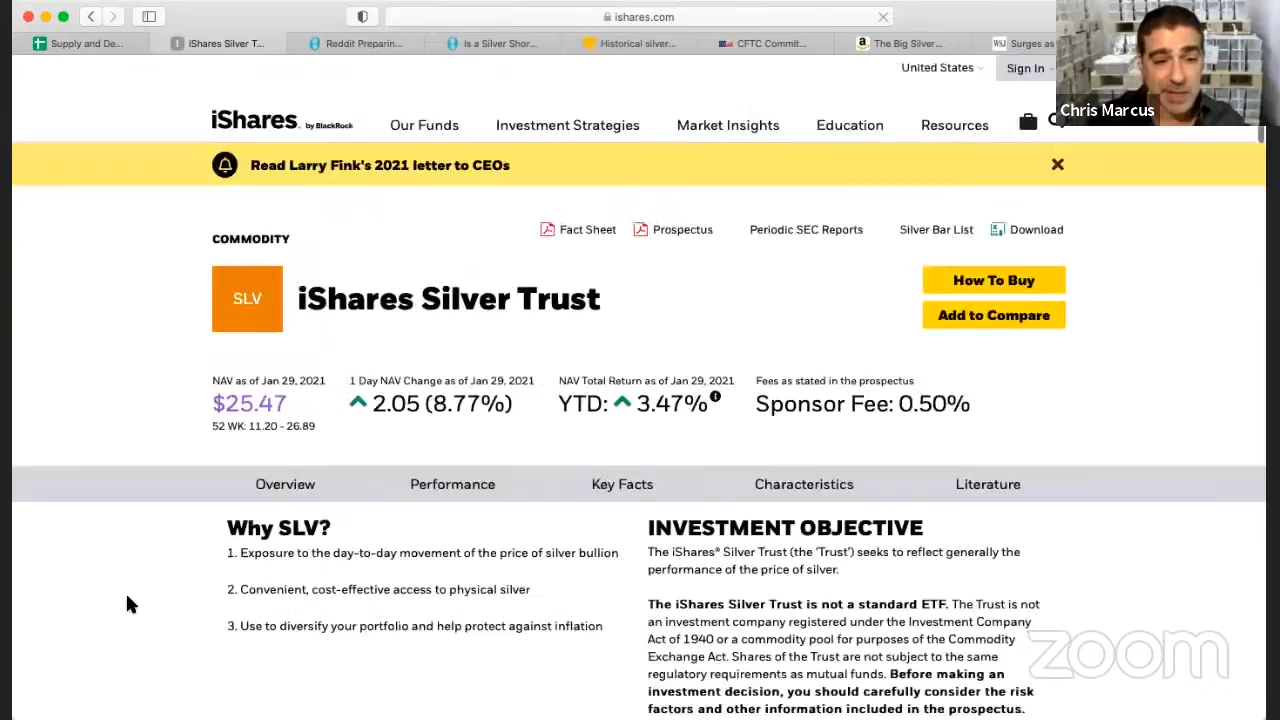 ishares.com
Supply and De...
iShares Silver T...
Reddit Preparin...
Is a Silver Shor...
Historical silver...
CFTC Commit...
The Big Silver...
WSJ Surges as
United States
Sign In
Chris Marcus
iShares. by BlackRock
Our Funds
Investment Strategies
Market Insights
Education
Resources
Read Larry Fink's 2021 letter to CEOs
Fact Sheet
Prospectus
Periodic SEC Reports
Silver Bar List
Download
COMMODITY
SLV
iShares Silver Trust
How To Buy
Add to Compare
NAV as of Jan 29, 2021
$25.47
52 WK: 11.20 - 26.89
1 Day NAV Change as of Jan 29, 2021
2.05 (8.77%)
NAV Total Return as of Jan 29, 2021
YTD: 3.47%
Fees as stated in the prospectus
Sponsor Fee: 0.50%
Overview
Performance
Key Facts
Characteristics
Literature
Why SLV?
1. Exposure to the day-to-day movement of the price of silver bullion
2. Convenient, cost-effective access to physical silver
3. Use to diversify your portfolio and help protect against inflation
INVESTMENT OBJECTIVE
The iShares® Silver Trust (the 'Trust') seeks to reflect generally the
performance of the price of silver.
The iShares Silver Trust is not a standard ETF. The Trust is not
an investment company registered under the Investment Company
Act of 1940 or a commodity pool for purposes of the Commodity
Exchange Act. Shares of the Trust are not subject to the same
regulatory requirements as mutual funds. Before making an
investment decision, you should carefully consider the risk
factors and other information included in the prospectus.
zoom